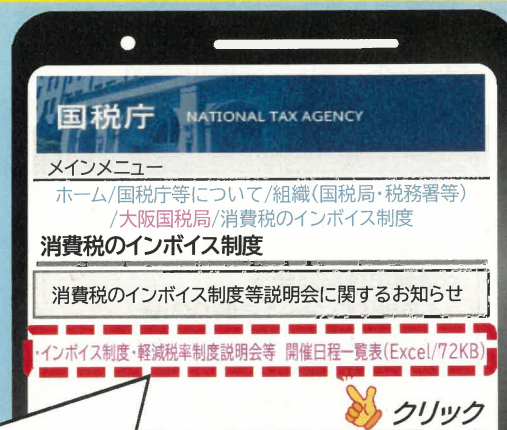 国税庁 NATIONAL TAX AGENCY
メインメニュー
ホーム/国税庁等について/組織(国税局・税務署等)
/大阪国税局/消費税のインボイス制度
消費税のインボイス制度
消費税のインボイス制度等説明会に関するお知らせ
・インボイス制度・軽減税率制度説明会等 開催日程一覧表(Excel/72KB)
クリック